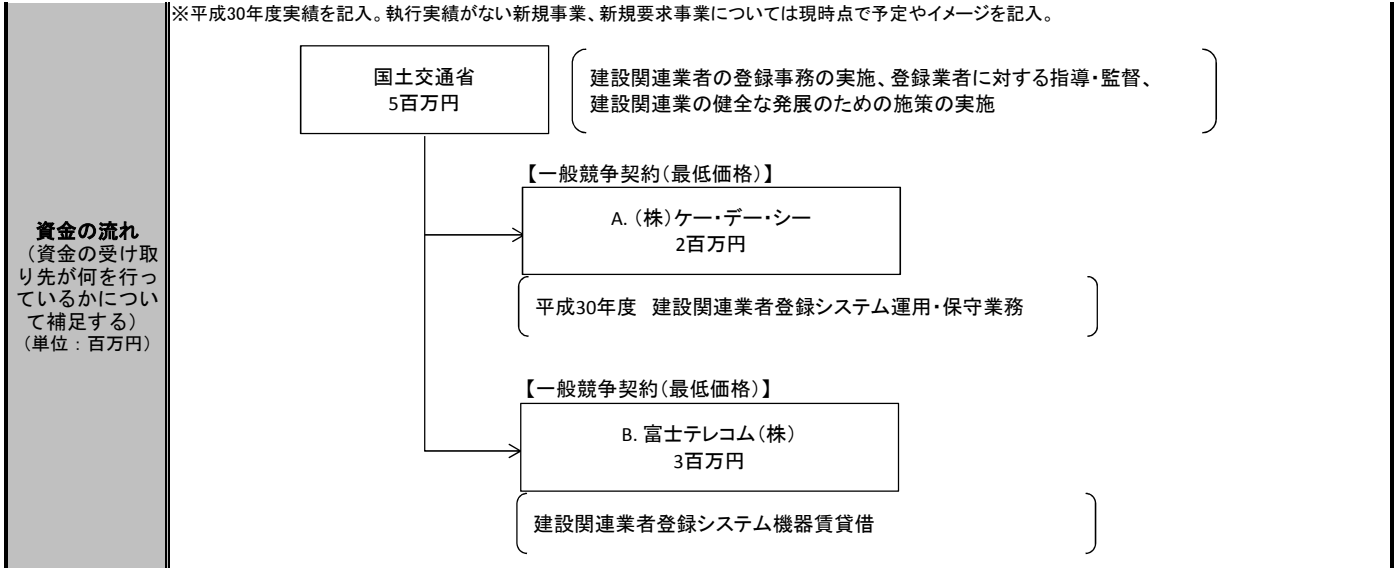 ※平成30年度実績を記入。執行実績がない新規事業、新規要求事業については現時点で予定やイメージを記入。
国土交通省
5百万円
建設関連業者の登録事務の実施、登録業者に対する指導・監督、
建設関連業の健全な発展のための施策の実施
【一般競争契約(最低価格)】
A. (株)ケー・デー・シー
2百万円
平成30年度 建設関連業者登録システム運用・保守業務
【一般競争契約(最低価格)】
B. 富士テレコム(株)
3百万円
建設関連業者登録システム機器賃貸借
資金の流れ
(資金の受け取
り先が何を行っ
ているかについ
て補足する)
(単位:百万円)